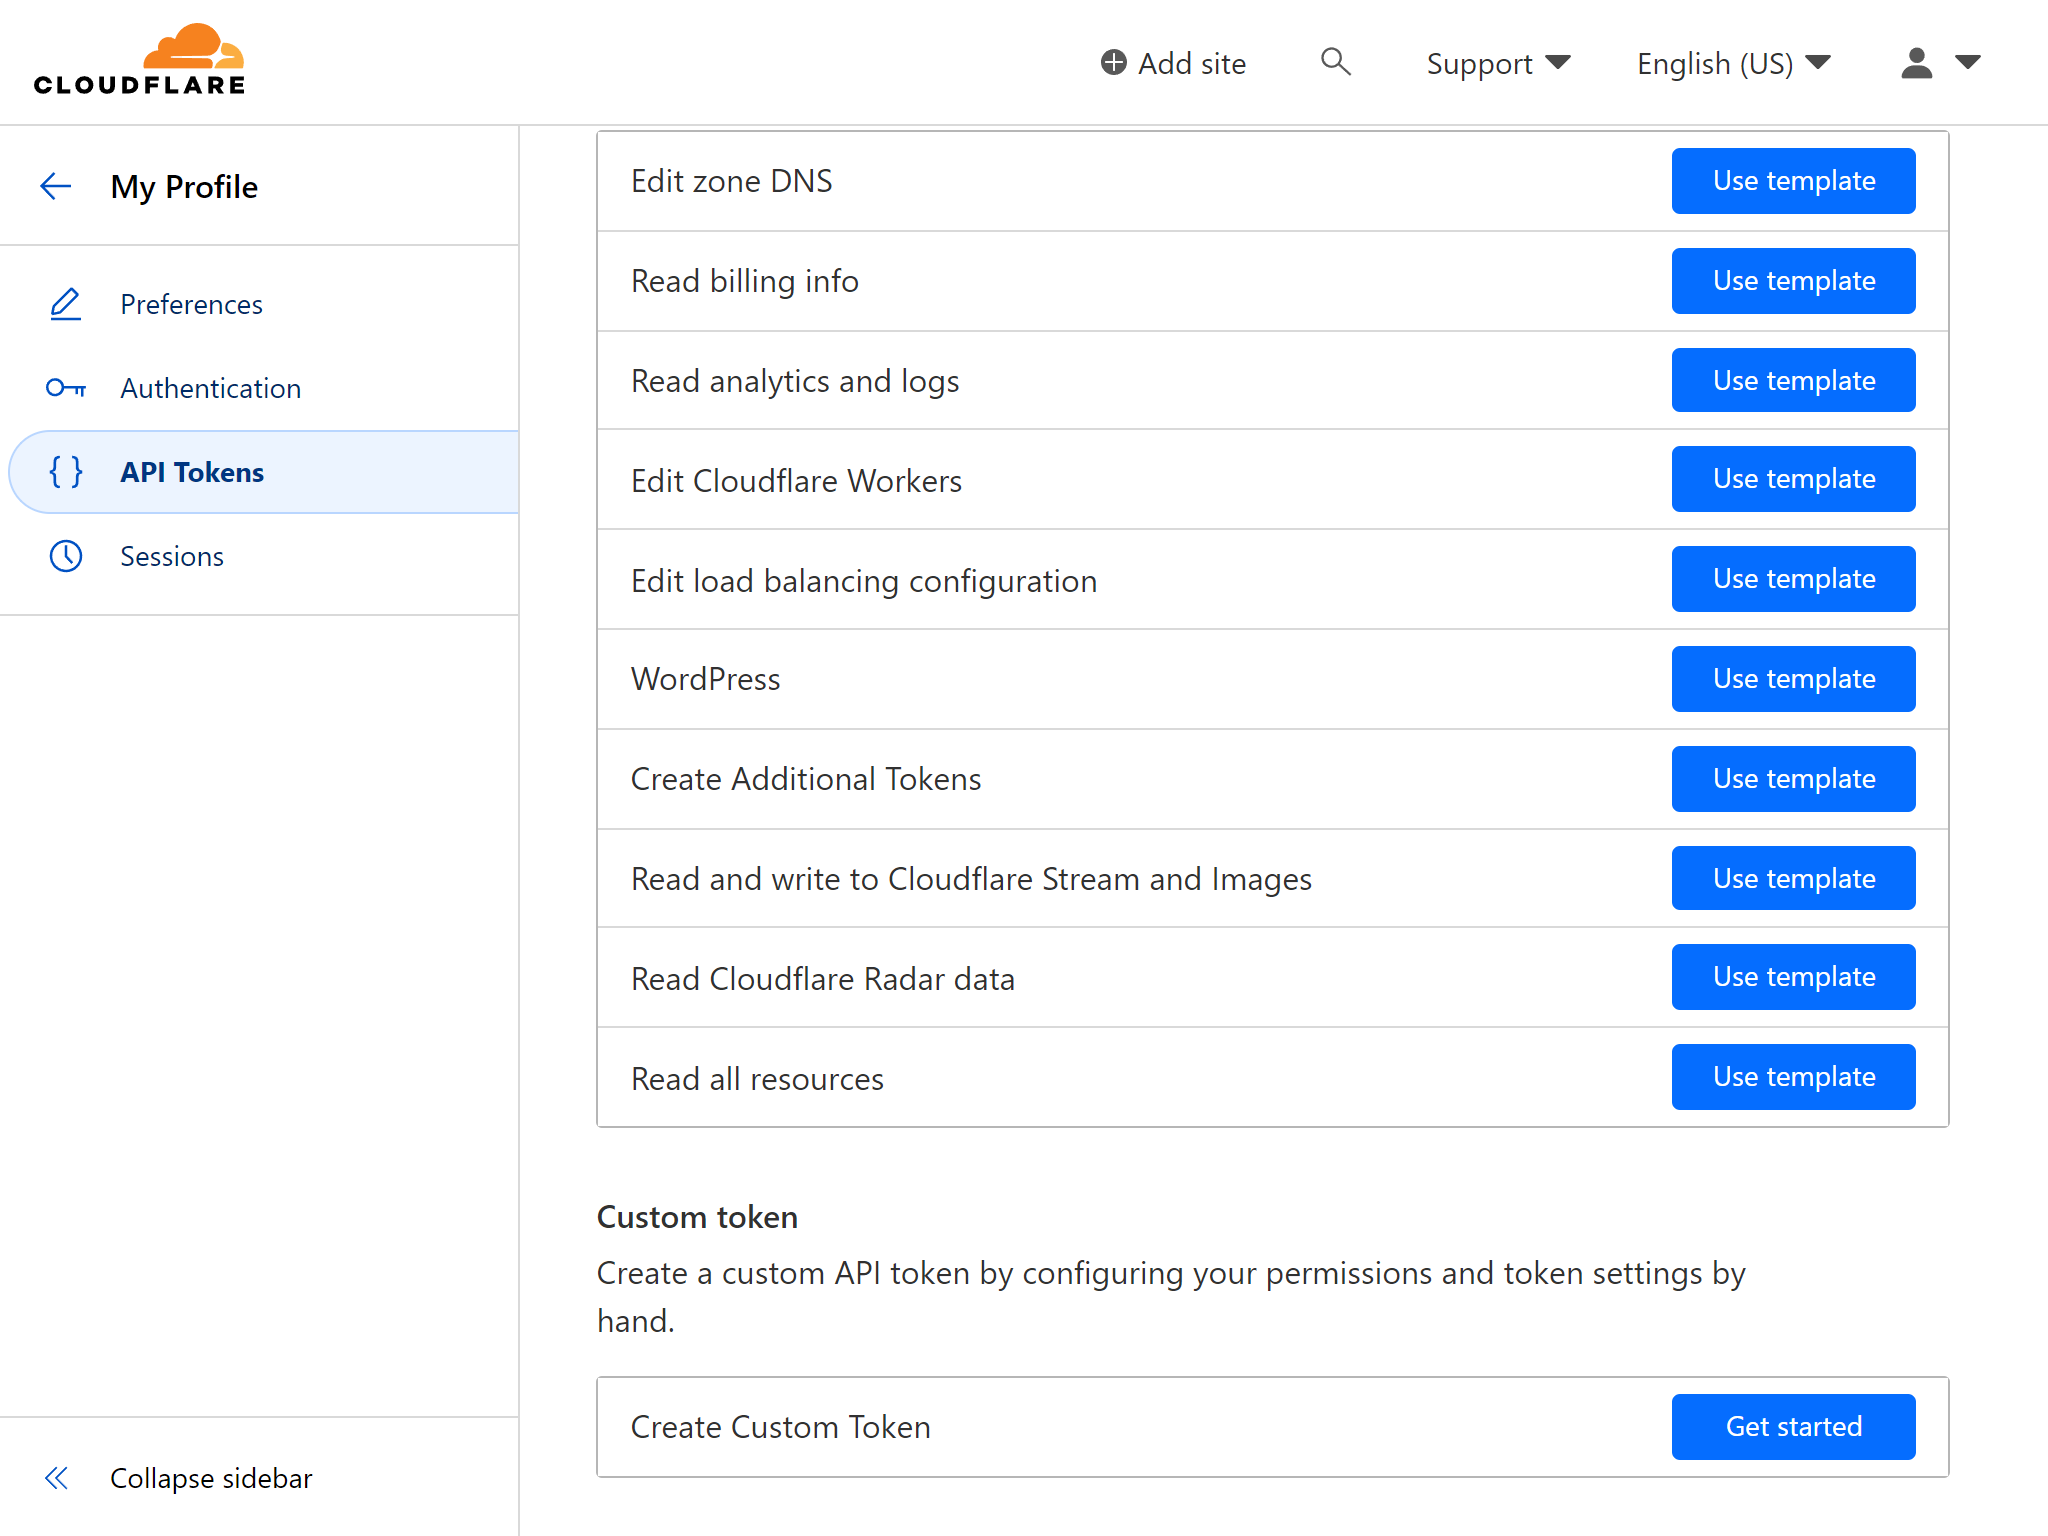 CLOUDFLARE
Add site
Support
English (US)
My Profile
Preferences
Authentication
API Tokens
Sessions
Collapse sidebar
Edit zone DNS
Use template
Read billing info
Use template
Read analytics and logs
Use template
Edit Cloudflare Workers
Use template
Edit load balancing configuration
Use template
WordPress
Use template
Create Additional Tokens
Use template
Read and write to Cloudflare Stream and Images
Use template
Read Cloudflare Radar data
Use template
Read all resources
Use template
Custom token
Create a custom API token by configuring your permissions and token settings by
hand.
Create Custom Token
Get started